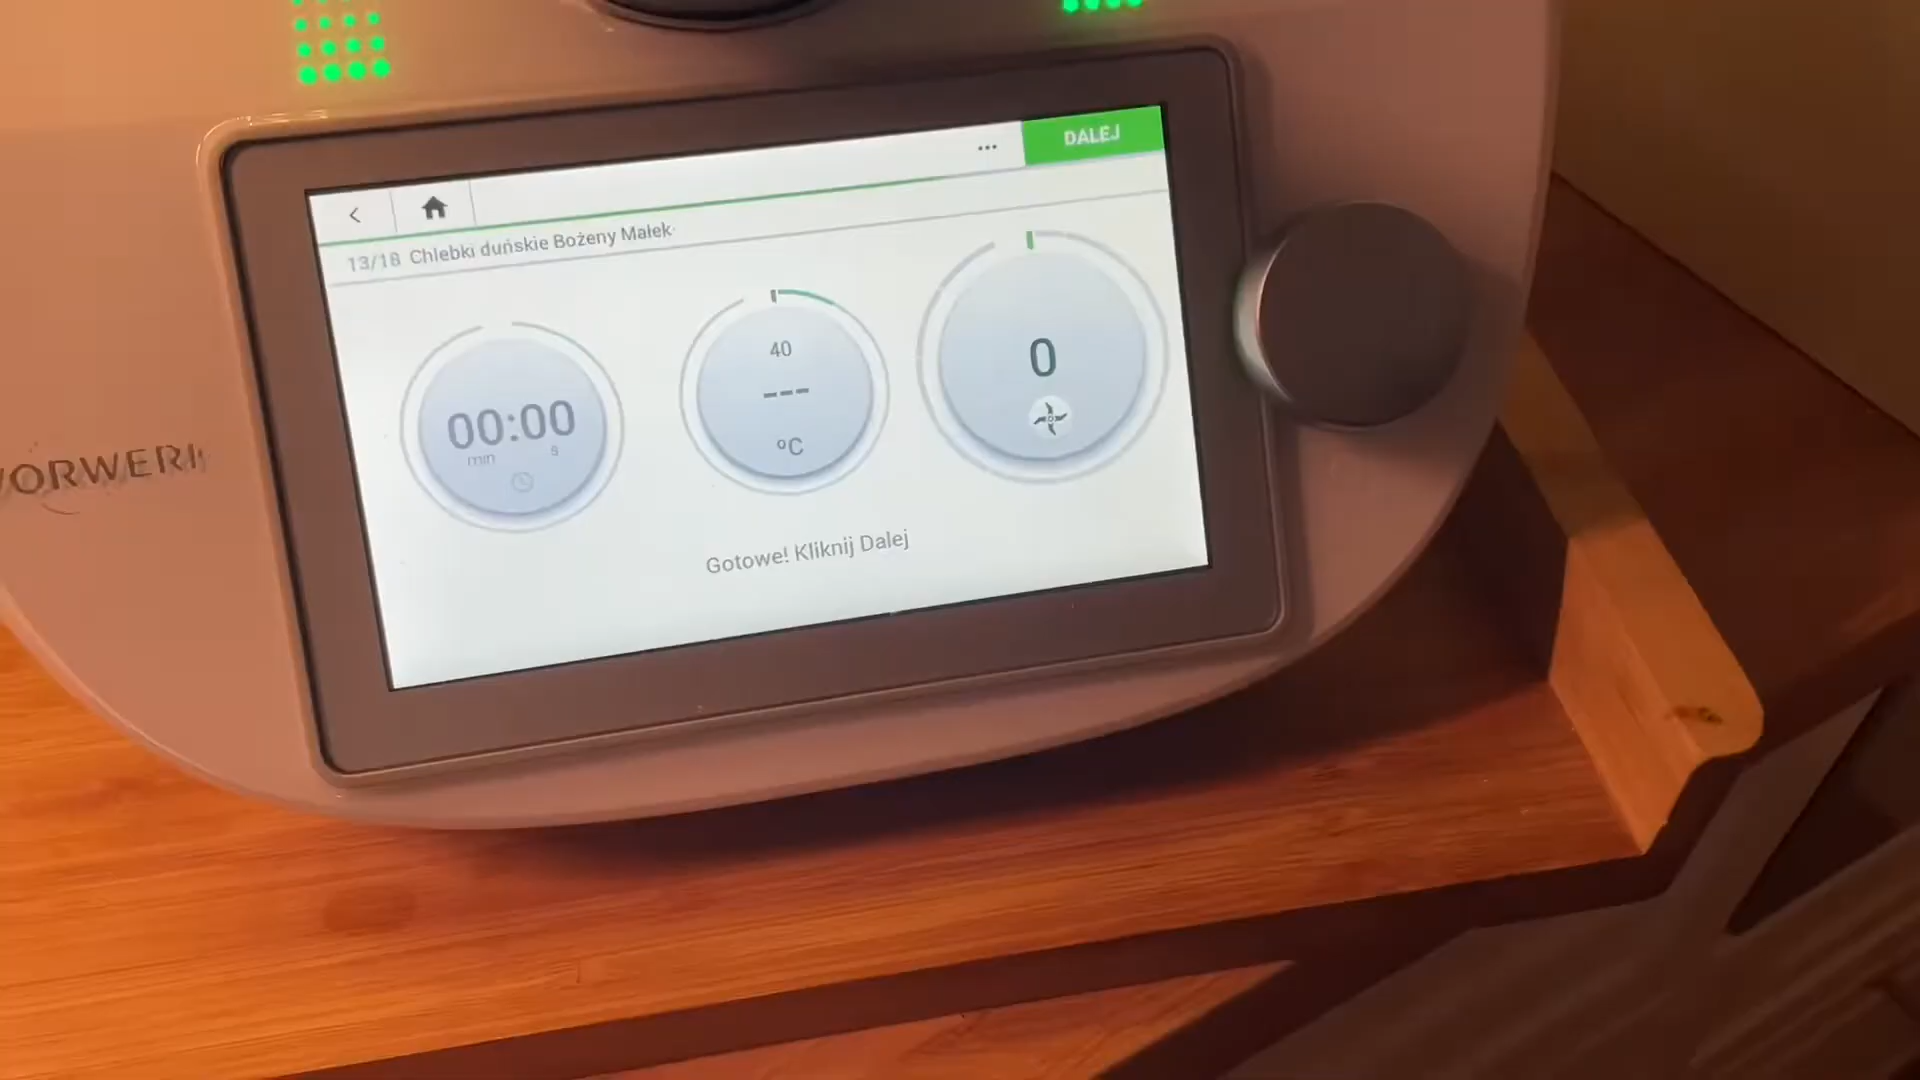 DALEJ
13/18 Chlebki duńskie Bożeny Małek
00:00
min s
40
---
ºC
0
VORWERK
Gotowe! Kliknij Dalej